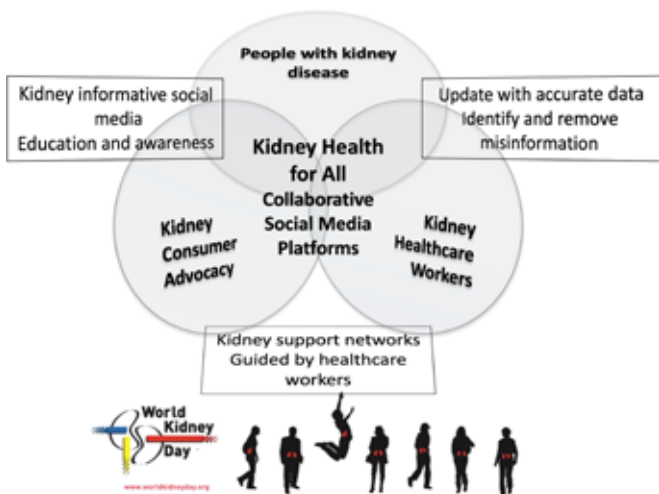 People with kidney
disease
Kidney informative social
media
Education and awareness
Update with accurate data
Identify and remove
misinformation
Kidney Health
for All
Collaborative
Social Media
Platforms
Kidney
Consumer
Advocacy
Kidney
Healthcare
Workers
Kidney support networks
Guided by healthcare
workers
World
Kidney
Day
www.worldkidneyday.org